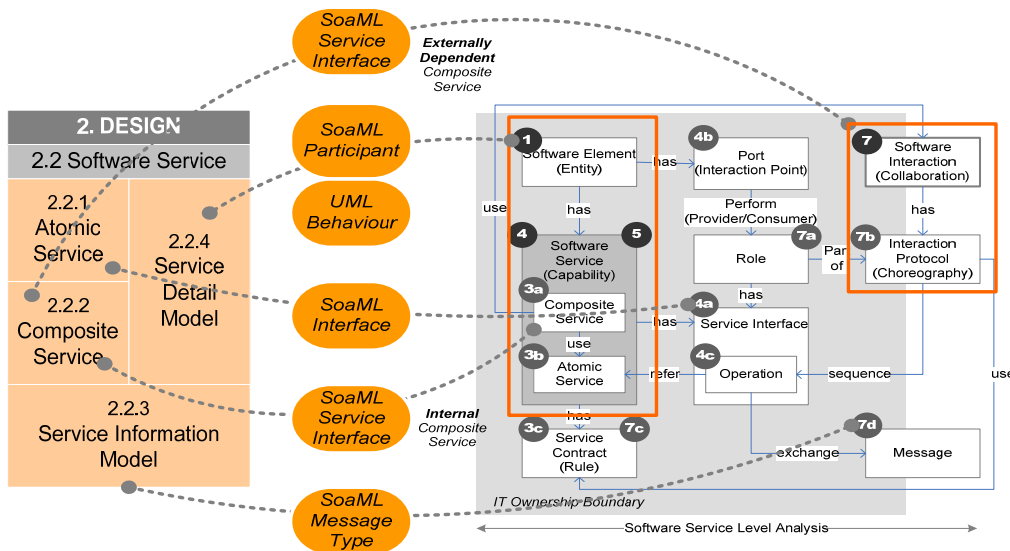 SoaML
Service
Interface
Externally
Dependent
Composite
Service
2. DESIGN
2.2 Software Service
2.2.1
Atomic
Service
2.2.2
Composite
Service
2.2.4
Service
Detail
Model
2.2.3
Service Information
Model
SoaML
Participant
UML
Behaviour
SoaML
Interface
SoaML
Service
Interface
Internal
Composite
Service
SoaML
Message
Type
1
Software Element
(Entity)
has
4b
Port
(Interaction Point)
7
Software
Interaction
(Collaboration)
use
has
Perform
(Provider/Consumer)
has
4
5
Software
Service
(Capability)
7a
Role
Part
of
7b
Interaction
Protocol
(Choreography)
3a
Composite
Service
has
has
4a
Service Interface
use
3b
Atomic
Service
refer
4c
Operation
sequence
use
has
3c
7c
Service
Contract
(Rule)
exchange
7d
Message
IT Ownership Boundary
Software Service Level Analysis